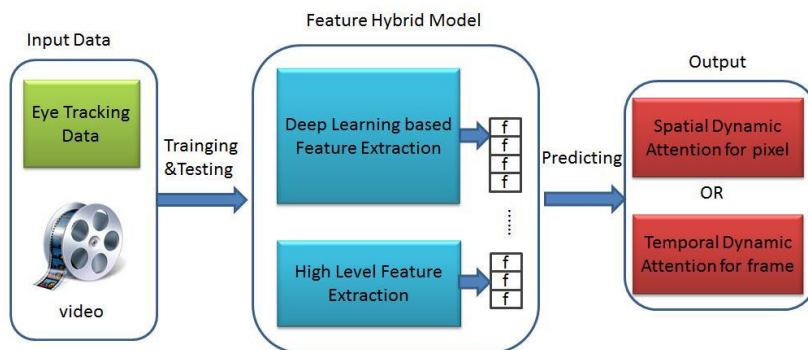 Input Data
Eye Tracking
Data
video
Trainging
&Testing
Feature Hybrid Model
Deep Learning based
Feature Extraction
f
f
f
f
......
High Level Feature
Extraction
f
f
f
Predicting
Output
Spatial Dynamic
Attention for pixel
OR
Temporal Dynamic
Attention for frame